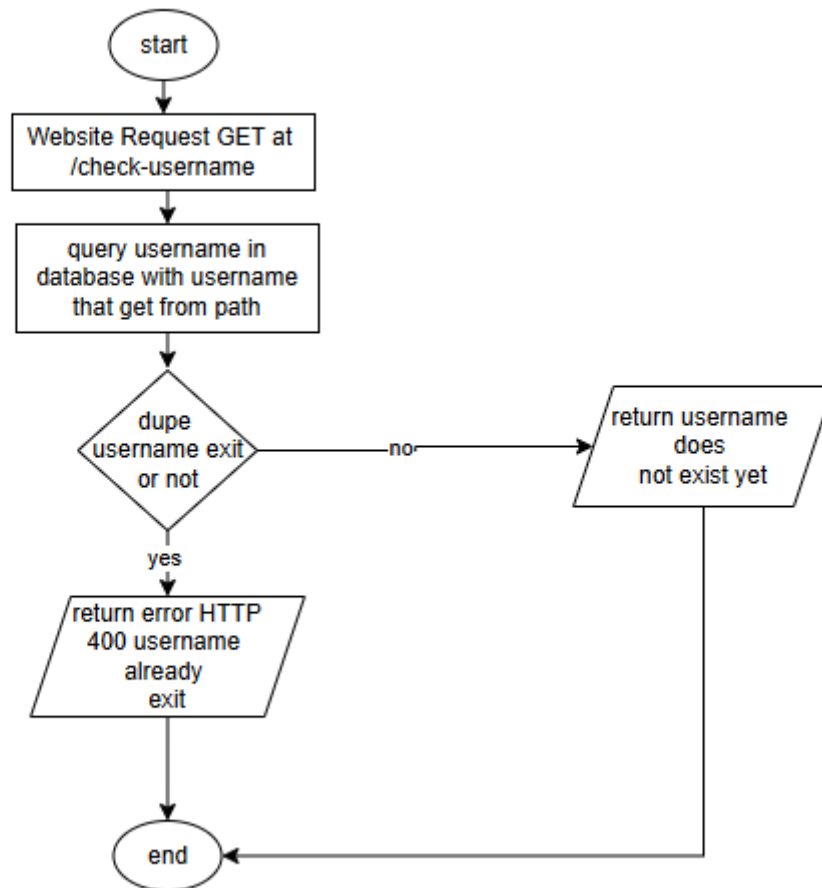 start
Website Request GET at
/check-username
query username in
database with username
that get from path
dupe
username exit
or not
no
return username
does
not exist yet
yes
return error HTTP
400 username
already
exit
end